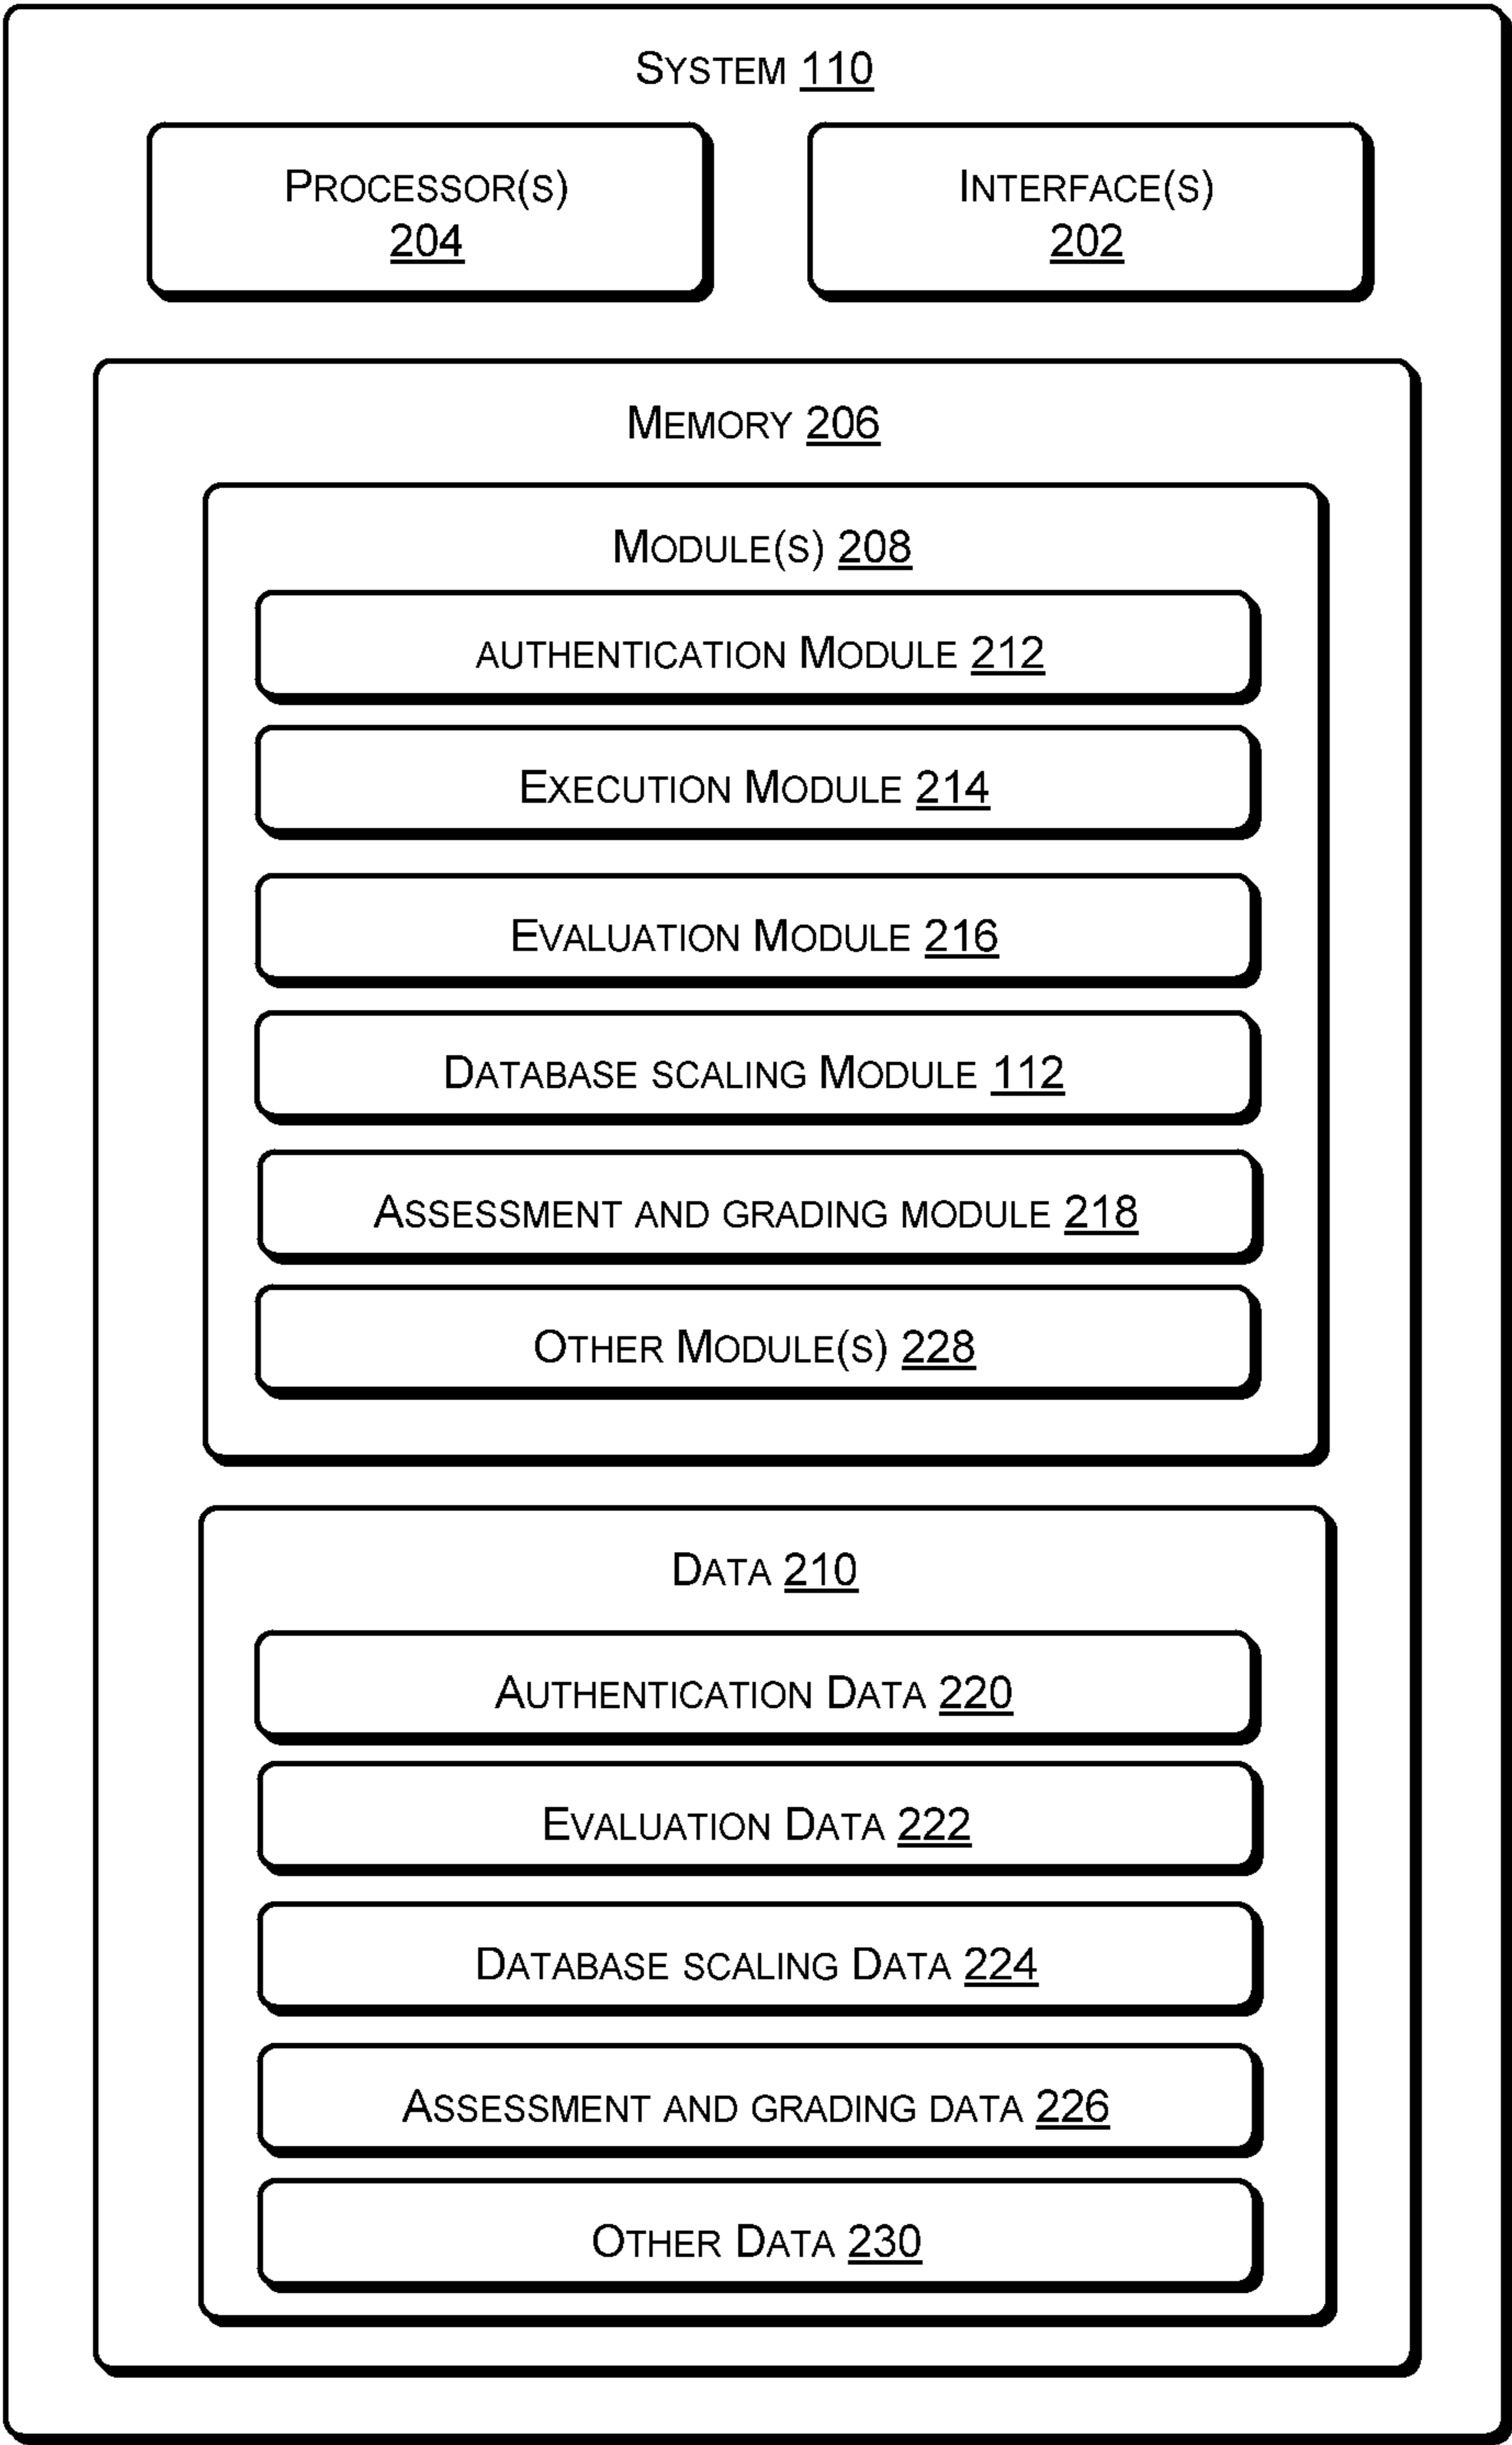 SYSTEM 110
PROCESSOR(S)
204
INTERFACE(S)
202
MEMORY 206
MODULE(S) 208
AUTHENTICATION MODULE 212
EXECUTION MODULE 214
EVALUATION MODULE 216
DATABASE SCALING MODULE 112
ASSESSMENT AND GRADING MODULE 218
OTHER MODULE(S) 228
DATA 210
AUTHENTICATION DATA 220
EVALUATION DATA 222
DATABASE SCALING DATA 224
ASSESSMENT AND GRADING DATA 226
OTHER DATA 230